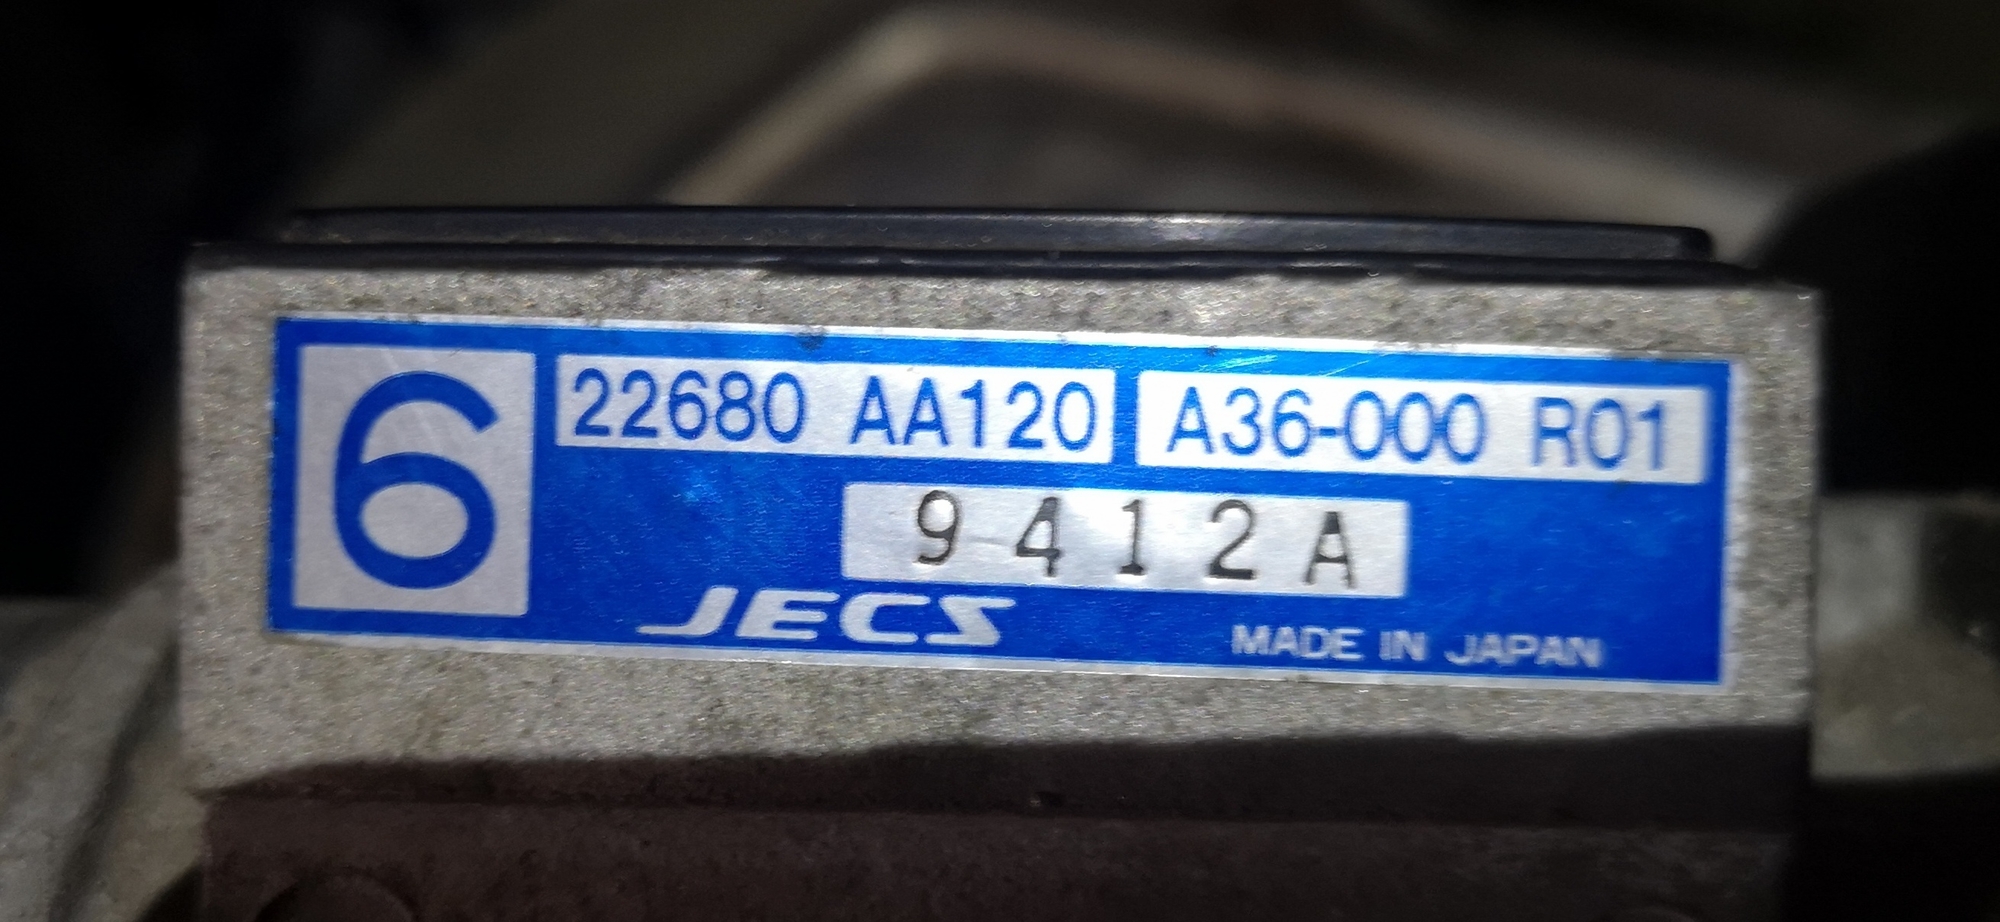 6 22680 AA120 A36-000 R01
9412A
JECS MADE IN JAPAN